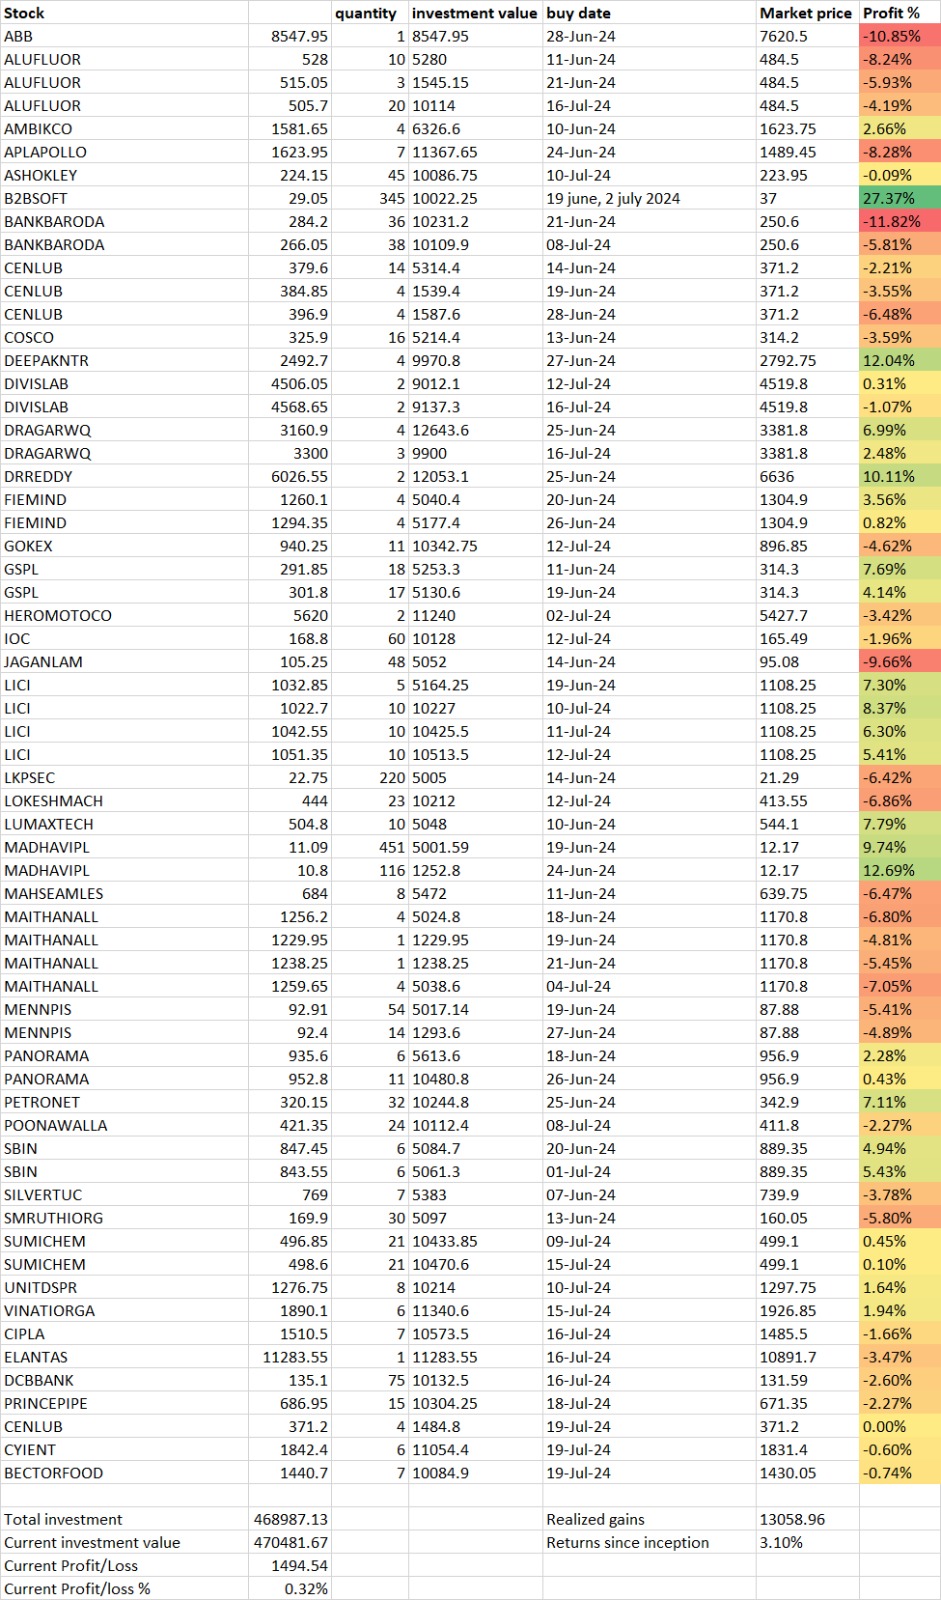 Stock quantity investment value buy date Market price Profit %
ABB 8547.95 1 8547.95 28-Jun-24 7620.5 -10.85%
ALUFLUOR 528 10 5280 11-Jun-24 484.5 -8.24%
ALUFLUOR 515.05 3 1545.15 21-Jun-24 484.5 -5.93%
ALUFLUOR 505.7 20 10114 16-Jul-24 484.5 -4.19%
AMBIKCO 1581.65 4 6326.6 10-Jun-24 1623.75 2.66%
APLAPOLLO 1623.95 7 11367.65 24-Jun-24 1489.45 -8.28%
ASHOKLEY 224.15 45 10086.75 10-Jul-24 223.95 -0.09%
B2BSOFT 29.05 345 10022.25 19 june, 2 july 2024 37 27.37%
BANKBARODA 284.2 36 10231.2 21-Jun-24 250.6 -11.82%
BANKBARODA 266.05 38 10109.9 08-Jul-24 250.6 -5.81%
CENLUB 379.6 14 5314.4 14-Jun-24 371.2 -2.21%
CENLUB 384.85 4 1539.4 19-Jun-24 371.2 -3.55%
CENLUB 396.9 4 1587.6 28-Jun-24 371.2 -6.48%
COSCO 325.9 16 5214.4 13-Jun-24 314.2 -3.59%
DEEPAKNTR 2492.7 4 9970.8 27-Jun-24 2792.75 12.04%
DIVISLAB 4506.05 2 9012.1 12-Jul-24 4519.8 0.31%
DIVISLAB 4568.65 2 9137.3 16-Jul-24 4519.8 -1.07%
DRAGARWQ 3160.9 4 12643.6 25-Jun-24 3381.8 6.99%
DRAGARWQ 3300 3 9900 16-Jul-24 3381.8 2.48%
DRREDDY 6026.55 2 12053.1 25-Jun-24 6636 10.11%
FIEMIND 1260.1 4 5040.4 20-Jun-24 1304.9 3.56%
FIEMIND 1294.35 4 5177.4 26-Jun-24 1304.9 0.82%
GOKEX 940.25 11 10342.75 12-Jul-24 896.85 -4.62%
GSPL 291.85 18 5253.3 11-Jun-24 314.3 7.69%
GSPL 301.8 17 5130.6 19-Jun-24 314.3 4.14%
HEROMOTOCO 5620 2 11240 02-Jul-24 5427.7 -3.42%
IOC 168.8 60 10128 12-Jul-24 165.49 -1.96%
JAGANLAM 105.25 48 5052 14-Jun-24 95.08 -9.66%
LICI 1032.85 5 5164.25 19-Jun-24 1108.25 7.30%
LICI 1022.7 10 10227 10-Jul-24 1108.25 8.37%
LICI 1042.55 10 10425.5 11-Jul-24 1108.25 6.30%
LICI 1051.35 10 10513.5 12-Jul-24 1108.25 5.41%
LKPSEC 22.75 220 5005 14-Jun-24 21.29 -6.42%
LOKESHMACH 444 23 10212 12-Jul-24 413.55 -6.86%
LUMAXTECH 504.8 10 5048 10-Jun-24 544.1 7.79%
MADHAVIPL 11.09 451 5001.59 19-Jun-24 12.17 9.74%
MADHAVIPL 10.8 116 1252.8 24-Jun-24 12.17 12.69%
MAHSEAMLES 684 8 5472 11-Jun-24 639.75 -6.47%
MAITHANALL 1256.2 4 5024.8 18-Jun-24 1170.8 -6.80%
MAITHANALL 1229.95 1 1229.95 19-Jun-24 1170.8 -4.81%
MAITHANALL 1238.25 1 1238.25 21-Jun-24 1170.8 -5.45%
MAITHANALL 1259.65 4 5038.6 04-Jul-24 1170.8 -7.05%
MENNPIS 92.91 54 5017.14 19-Jun-24 87.88 -5.41%
MENNPIS 92.4 14 1293.6 27-Jun-24 87.88 -4.89%
PANORAMA 935.6 6 5613.6 18-Jun-24 956.9 2.28%
PANORAMA 952.8 11 10480.8 26-Jun-24 956.9 0.43%
PETRONET 320.15 32 10244.8 25-Jun-24 342.9 7.11%
POONAWALLA 421.35 24 10112.4 08-Jul-24 411.8 -2.27%
SBIN 847.45 6 5084.7 20-Jun-24 889.35 4.94%
SBIN 843.55 6 5061.3 01-Jul-24 889.35 5.43%
SILVERTUC 769 7 5383 07-Jun-24 739.9 -3.78%
SMRUTHIORG 169.9 30 5097 13-Jun-24 160.05 -5.80%
SUMICHEM 496.85 21 10433.85 09-Jul-24 499.1 0.45%
SUMICHEM 498.6 21 10470.6 15-Jul-24 499.1 0.10%
UNITDSPR 1276.75 8 10214 10-Jul-24 1297.75 1.64%
VINATIORGA 1890.1 6 11340.6 15-Jul-24 1926.85 1.94%
CIPLA 1510.5 7 10573.5 16-Jul-24 1485.5 -1.66%
ELANTAS 11283.55 1 11283.55 16-Jul-24 10891.7 -3.47%
DCBBANK 135.1 75 10132.5 16-Jul-24 131.59 -2.60%
PRINCEPIPE 686.95 15 10304.25 18-Jul-24 671.35 -2.27%
CENLUB 371.2 4 1484.8 19-Jul-24 371.2 0.00%
CYIENT 1842.4 6 11054.4 19-Jul-24 1831.4 -0.60%
BECTORFOOD 1440.7 7 10084.9 19-Jul-24 1430.05 -0.74%
Total investment 468987.13 Realized gains 13058.96
Current investment value 470481.67 Returns since inception 3.10%
Current Profit/Loss 1494.54
Current Profit/loss % 0.32%